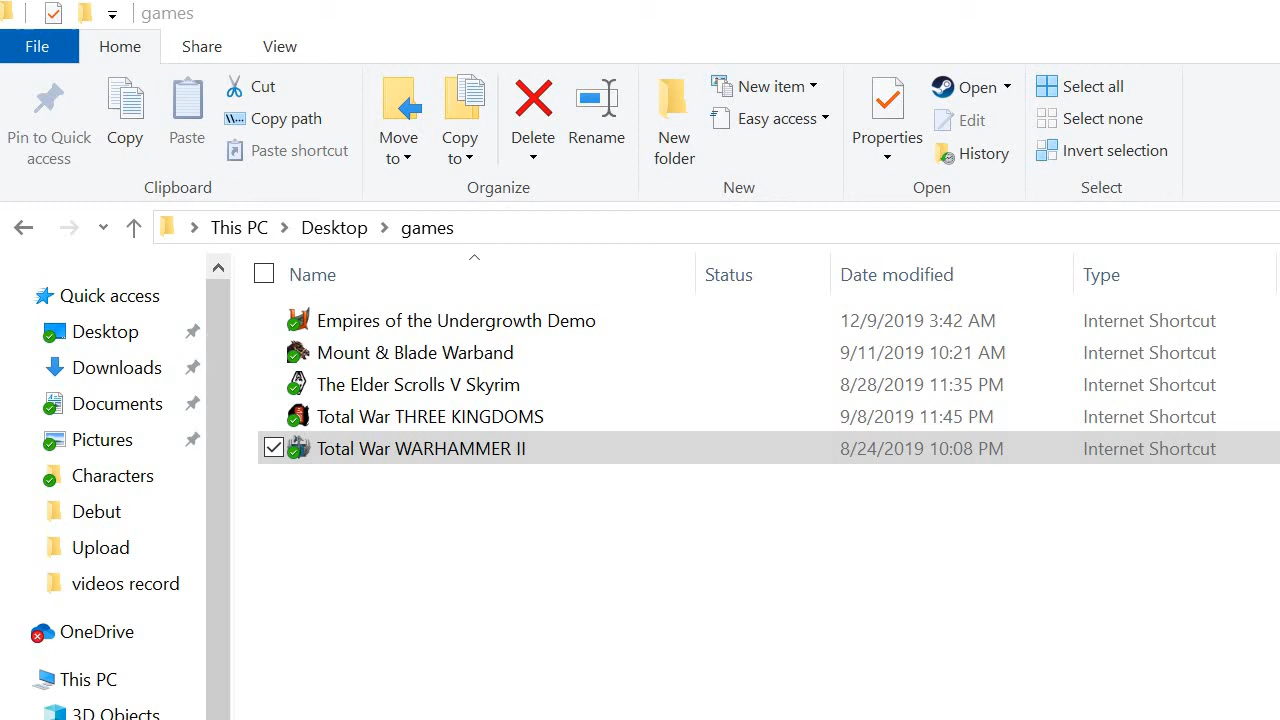 games
File Home Share View
Pin to Quick access
Copy
Paste
Cut
Copy path
Paste shortcut
Clipboard
Move to
Copy to
Delete
Rename
Organize
New folder
New item
Easy access
New
Properties
Open
Edit
History
Open
Select all
Select none
Invert selection
Select
This PC Desktop games
Name Status Date modified Type
Empires of the Undergrowth Demo 12/9/2019 3:42 AM Internet Shortcut
Mount & Blade Warband 9/11/2019 10:21 AM Internet Shortcut
The Elder Scrolls V Skyrim 8/28/2019 11:35 PM Internet Shortcut
Total War THREE KINGDOMS 9/8/2019 11:45 PM Internet Shortcut
Total War WARHAMMER II 8/24/2019 10:08 PM Internet Shortcut
Quick access
Desktop
Downloads
Documents
Pictures
Characters
Debut
Upload
videos record
OneDrive
This PC
3D Objects